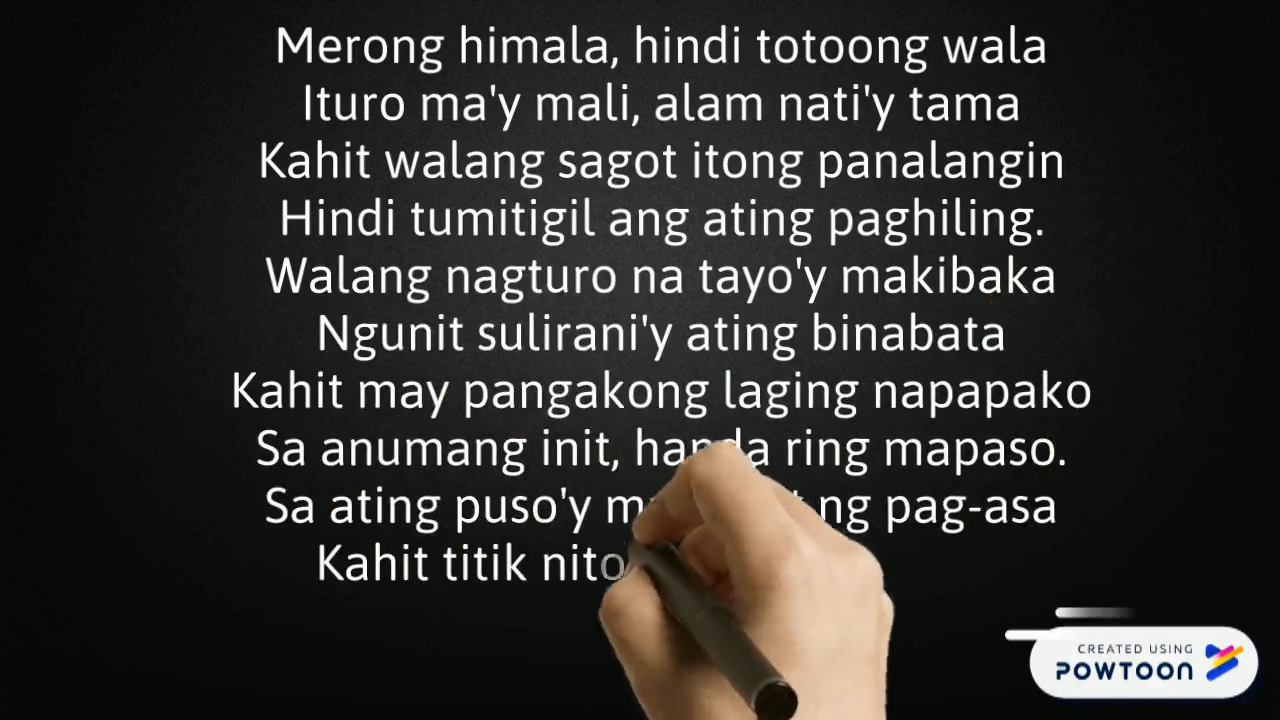 Merong himala, hindi totoong wala
Ituro ma'y mali, alam nati'y tama
Kahit walang sagot itong panalangin
Hindi tumitigil ang ating paghiling.
Walang nagturo na tayo'y makibaka
Ngunit sulirani'y ating binabata
Kahit may pangakong laging napapako
Sa anumang init, handa ring mapaso.
Sa ating puso'y ng pag-asa
Kahit titik nito
CREATED USING
POWTOON